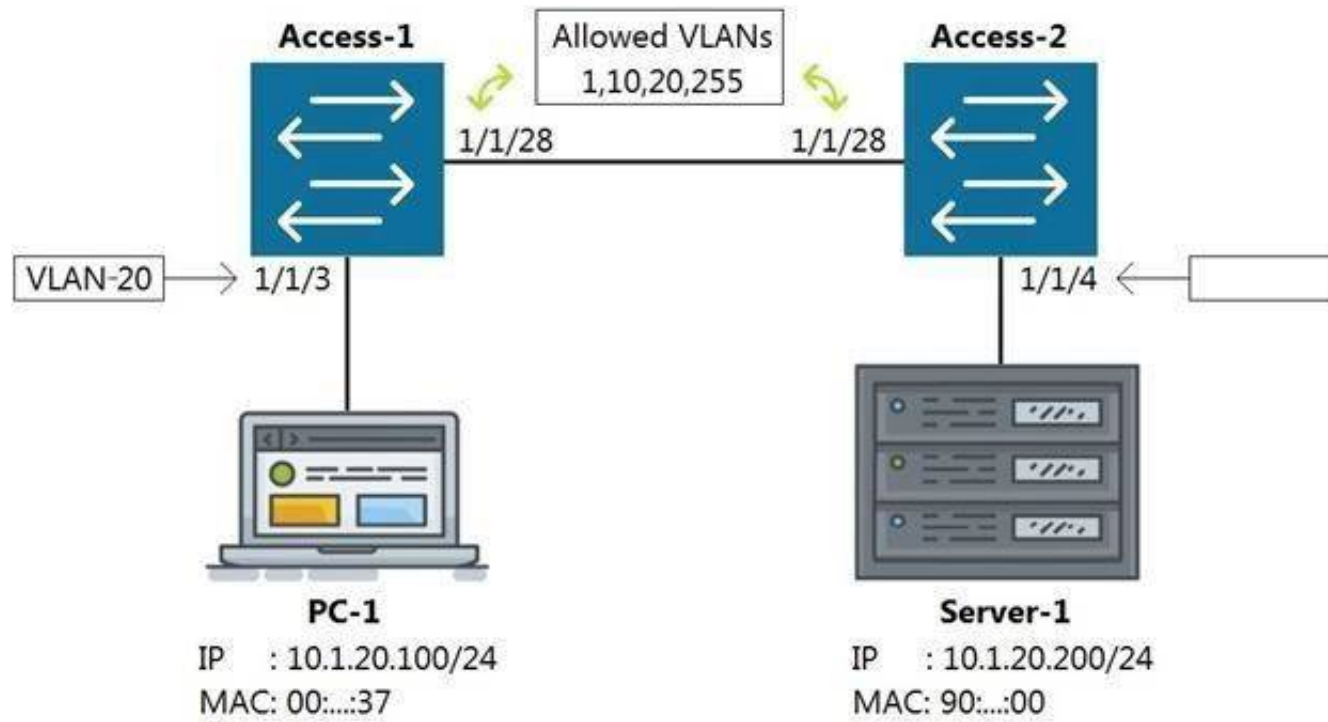 Access-1
Allowed VLANs
1,10,20,255
Access-2
1/1/28
1/1/28
VLAN-20
1/1/3
1/1/4
PC-1
IP : 10.1.20.100/24
MAC: 00:...:37
Server-1
IP : 10.1.20.200/24
MAC: 90:...:00